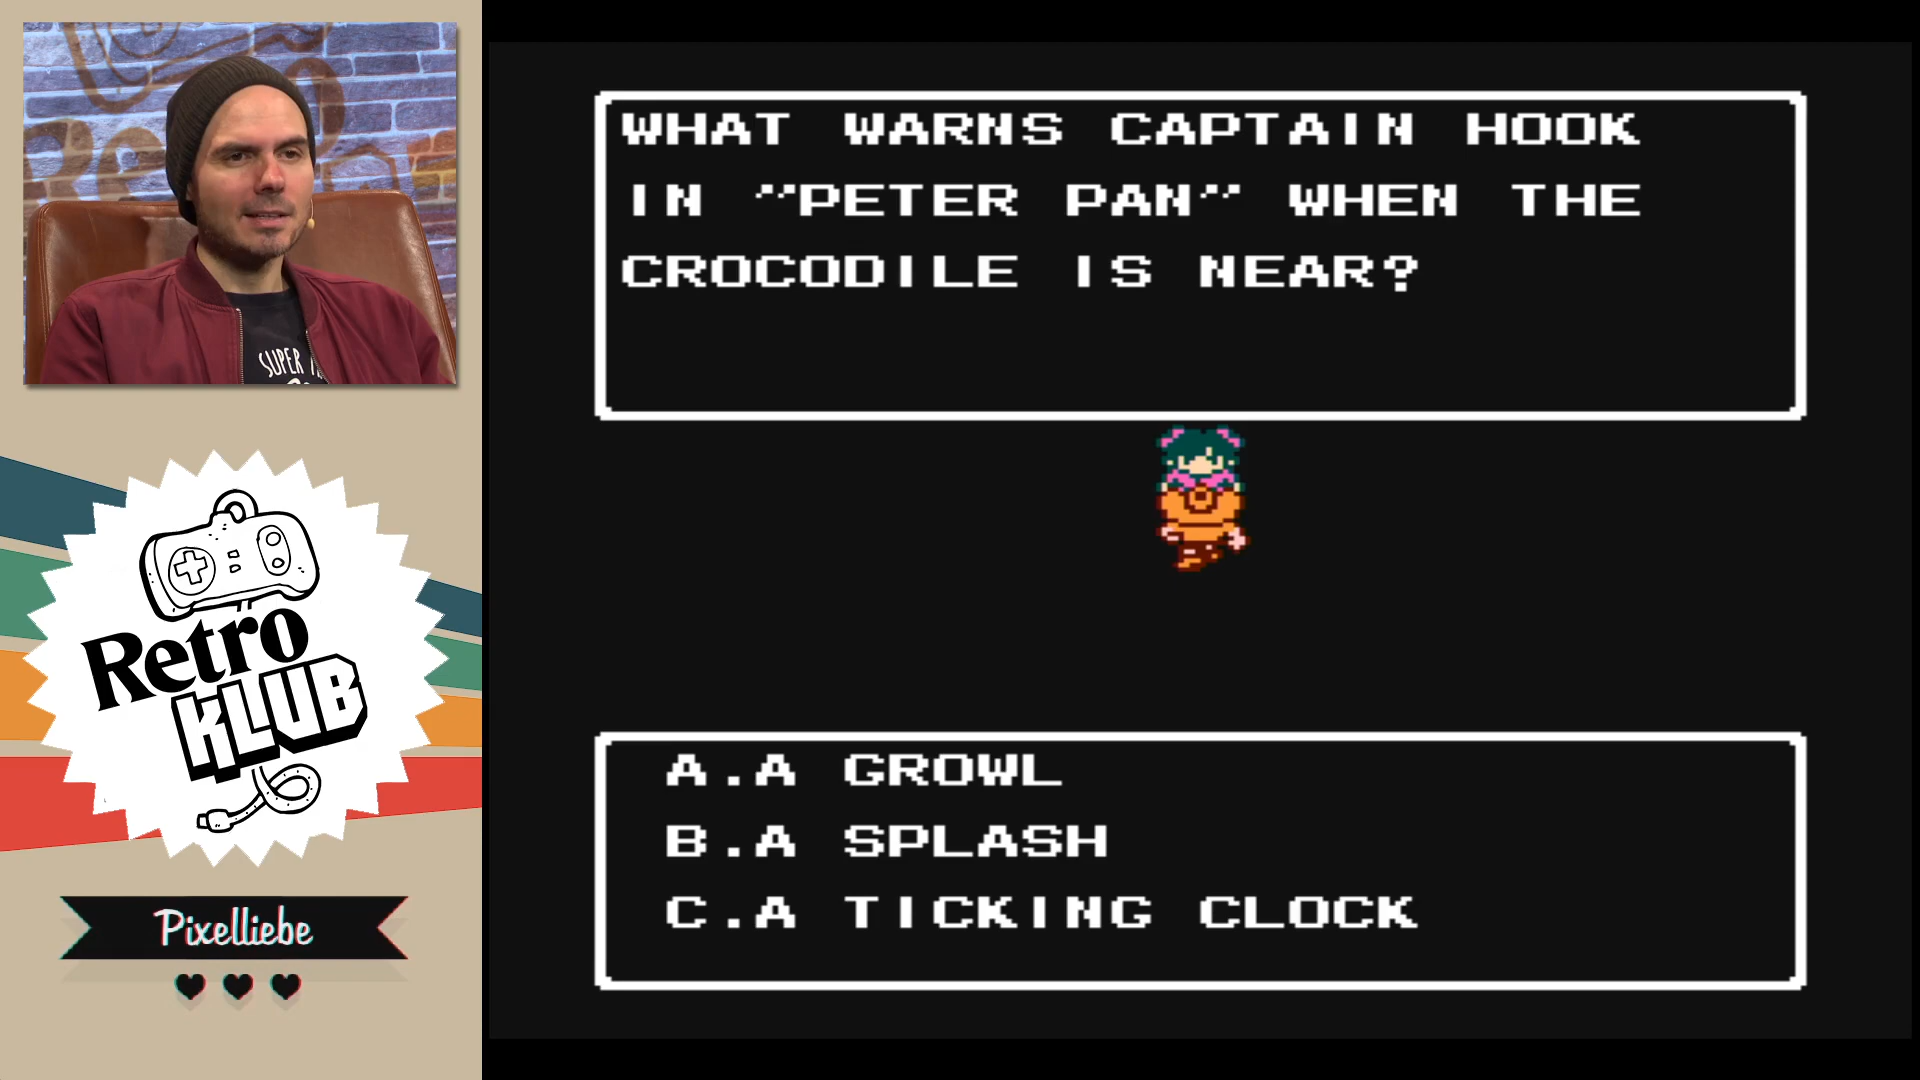 WHAT WARNS CAPTAIN HOOK
IN "PETER PAN" WHEN THE
CROCODILE IS NEAR?
A.A GROWL
B.A SPLASH
C.A TICKING CLOCK
SUPER
Retro
KLUB
Pixelliebe